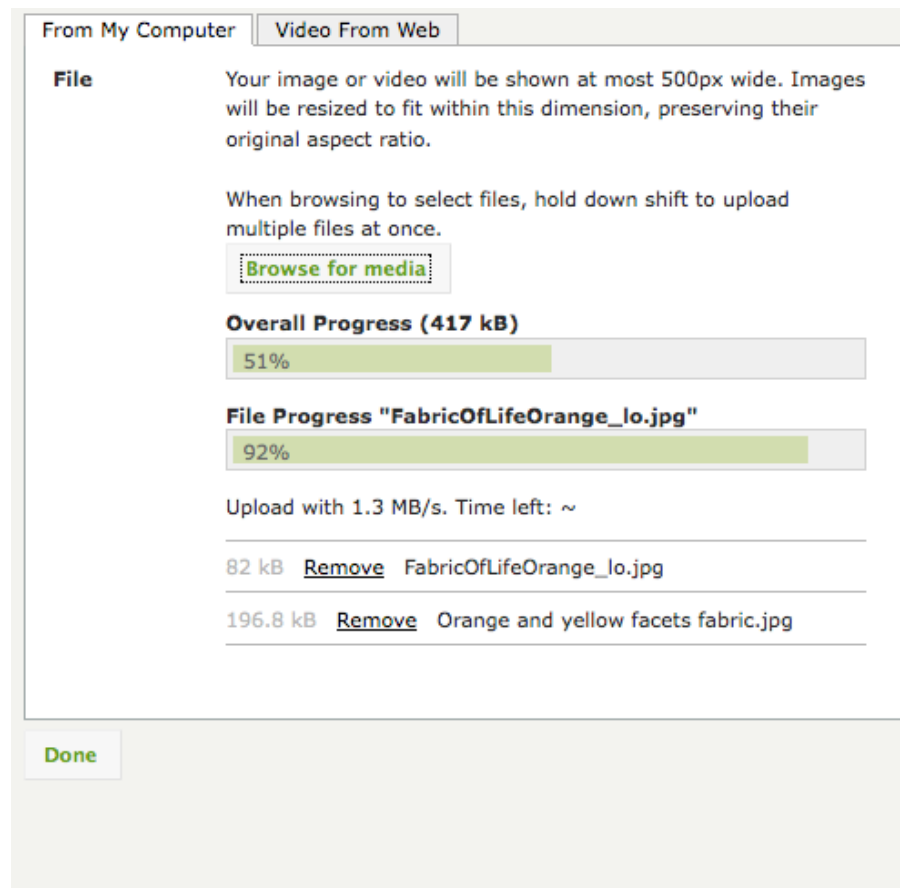 From My Computer
Video From Web
File
Your image or video will be shown at most 500px wide. Images
will be resized to fit within this dimension, preserving their
original aspect ratio.
When browsing to select files, hold down shift to upload
multiple files at once.
Browse for media
Overall Progress (417 kB)
51%
File Progress "FabricOfLifeOrange_lo.jpg"
92%
Upload with 1.3 MB/s. Time left: ~
82 kB Remove FabricOfLifeOrange_lo.jpg
196.8 kB Remove Orange and yellow facets fabric.jpg
Done